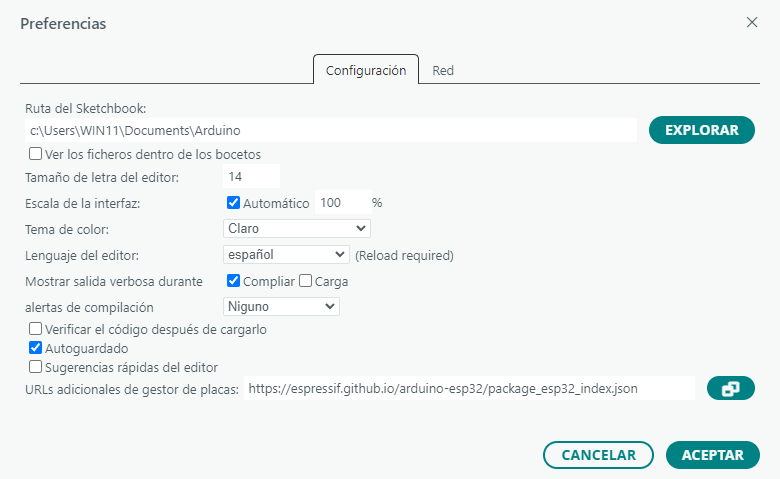 Preferencias
Configuración Red
Ruta del Sketchbook:
c:\Users\WIN11\Documents\Arduino EXPLORAR
Ver los ficheros dentro de los bocetos
Tamaño de letra del editor: 14
Escala de la interfaz: Automático 100 %
Tema de color: Claro
Lenguaje del editor: español (Reload required)
Mostrar salida verbosa durante Compliar Carga
alertas de compilación Niguno
Verificar el código después de cargarlo
Autoguardado
Sugerencias rápidas del editor
URLs adicionales de gestor de placas: https://espressif.github.io/arduino-esp32/package_esp32_index.json
CANCELAR ACEPTAR